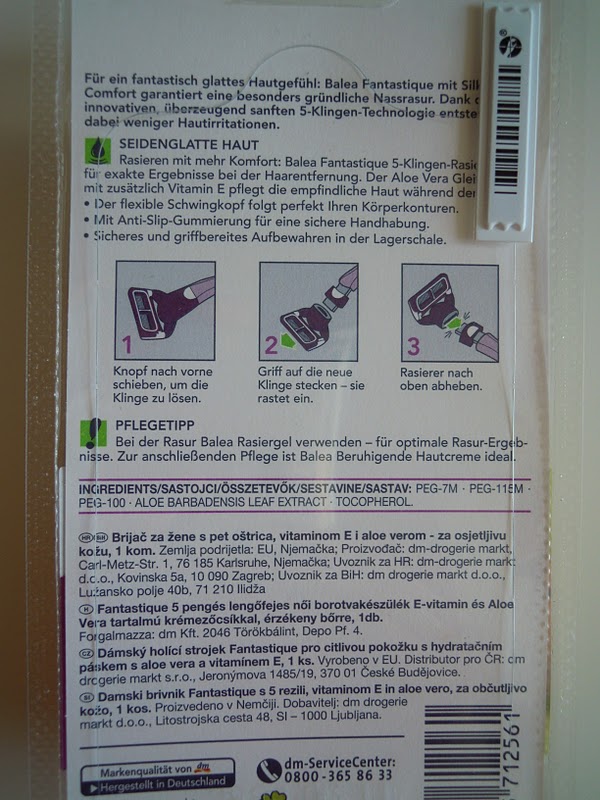 Für ein fantastisch glattes Hautgefühl: Balea Fantastique mit
Comfort garantiert eine besonders gründliche Nassrasur. Dank
innovativen, überzeugend sanften 5-Klingen-Technologie
dabei weniger Hautirritationen.
SEIDENGLATTE HAUT
Rasieren mit mehr Komfort: Balea Fantastique 5-Klingen-
für exakte Ergebnisse bei der Haarentfernung. Der Aloe Vera
mit zusätzlich Vitamin E pflegt die empfindliche Haut während
• Der flexible Schwingkopf folgt perfekt Ihren Körperkonturen.
• Mit Anti-Slip-Gummierung für eine sichere Handhabung.
• Sicheres und griffbereites Aufbewahren in der Lagerschale.
1
Knopf nach vorne
schieben, um die
Klinge zu lösen.
2
Griff auf die neue
Klinge stecken – sie
rastet ein.
3
Rasierer nach
oben abheben.
PFLEGETIPP
Bei der Rasur Balea Rasiergel verwenden – für optimale Rasur-Ergeb-
nisse. Zur anschließenden Pflege ist Balea Beruhigende Hautcreme ideal.
INGREDIENTS/SASTOJCI/ÖSSZETEVŐK/SESTAVINE/SASTAV: PEG-7M · PEG-115M ·
PEG-100 · ALOE BARBADENSIS LEAF EXTRACT · TOCOPHEROL.
HR BH Brijač za žene s pet oštrica, vitaminom E i aloe verom - za osjetljivu
kožu, 1 kom. Zemlja podrijetla: EU, Njemačka; Proizvođač: dm-drogerie markt,
Carl-Metz-Str. 1, 76 185 Karlsruhe, Njemačka; Uvoznik za HR: dm-drogerie markt
d.o.o., Kovinska 5a, 10 090 Zagreb; Uvoznik za BiH: dm drogerie markt d.o.o.,
Lužansko polje 40b, 71 210 Ilidža
H Fantastique 5 pengés lengőfejes női borotvakészülék E-vitamin és Aloe
Vera tartalmú krémezőcsíkkal, érzékeny bőrre, 1db.
Forgalmazza: dm Kft. 2046 Törökbálint, Depo Pf. 4.
CZ Dámský holící strojek Fantastique pro citlivou pokožku s hydratačním
páskem s aloe vera a vitamínem E, 1 ks. Vyrobeno v EU. Distributor pro ČR: dm
drogerie markt s.r.o., Jeronýmova 1485/19, 370 01 České Budějovice.
SI Damski brivnik Fantastique s 5 rezili, vitaminom E in aloe vero, za občutljivo
kožo, 1 kos. Proizvedeno v Nemčiji. Dobavitelj: dm drogerie
markt d.o.o., Litostrojska cesta 48, SI – 1000 Ljubljana.
Markenqualität von dm
Hergestellt in Deutschland
dm-ServiceCenter:
0800-365 86 33
712561